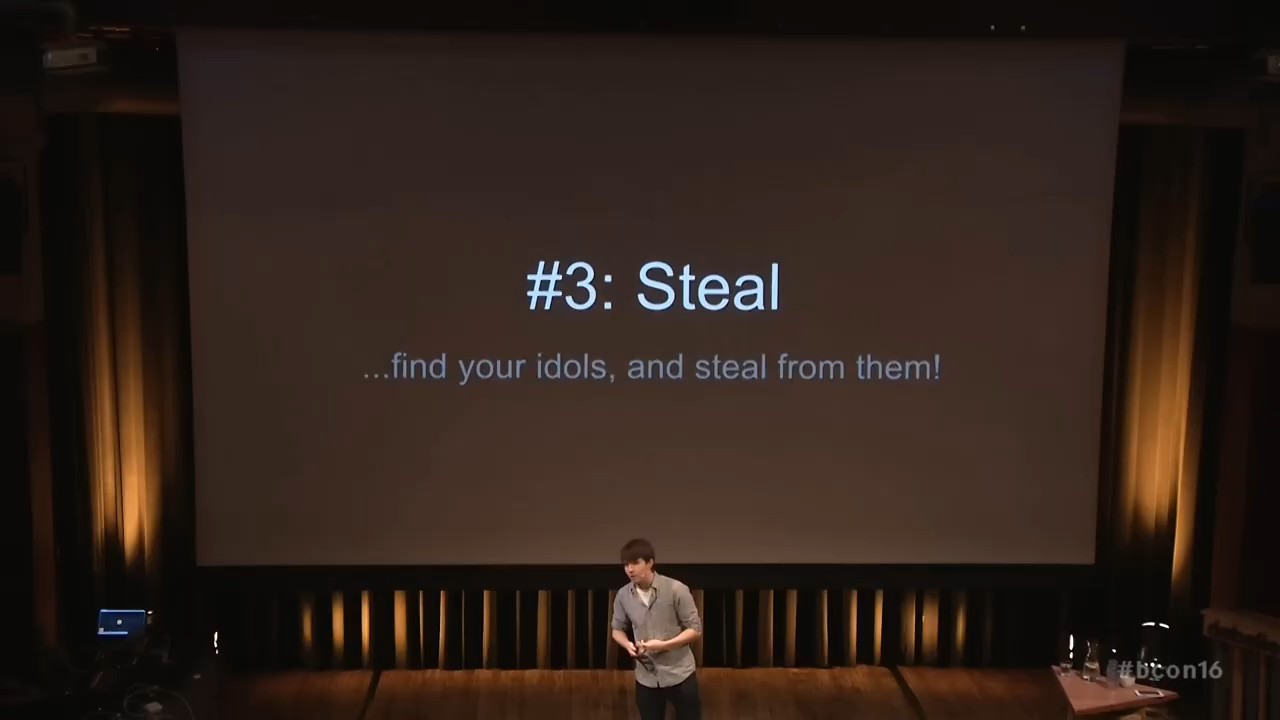 #3: Steal
...find your idols, and steal from them!
#bcon16